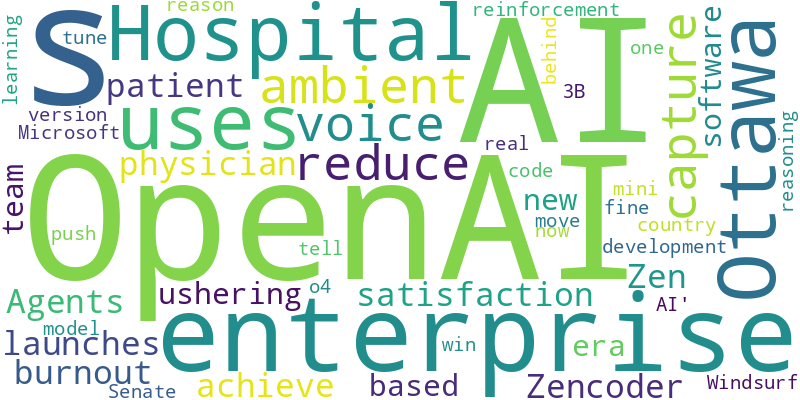 reason
reinforcement
learning
tune
S
Hospital
AI
behind
one
software
Ottawa
capture
patient
ambient
3B
version
Microsoft
uses
voice
real
reasoning
physician
reduce
code
team
OpenAI
new
mini
fine
move
now
country
push
tell
development
Zen
ushering
o4
satisfaction
AI'
Agents
model
launches
enterprise
win
era
burnout
Senate
achieve
based
Zencoder
Windsurf